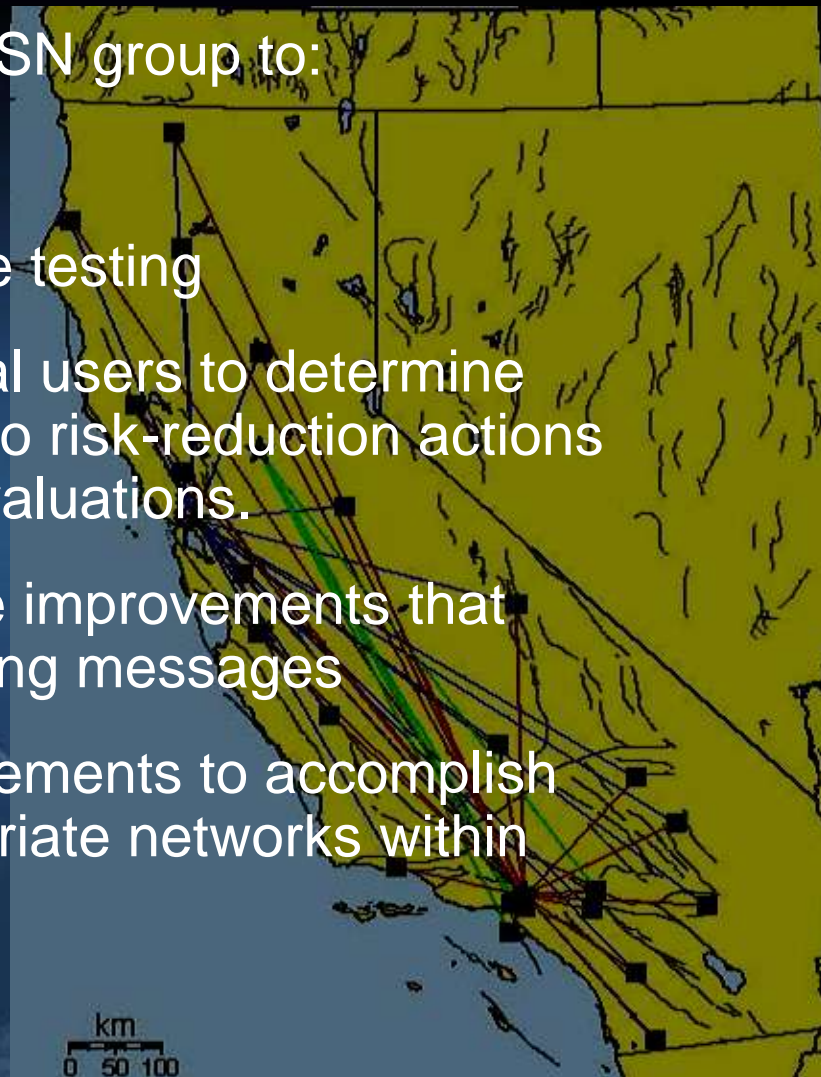 SN group to:
e testing
al users to determine
o risk-reduction actions
valuations.
e improvements that
ng messages
ements to accomplish
riate networks within
km
0 50 100